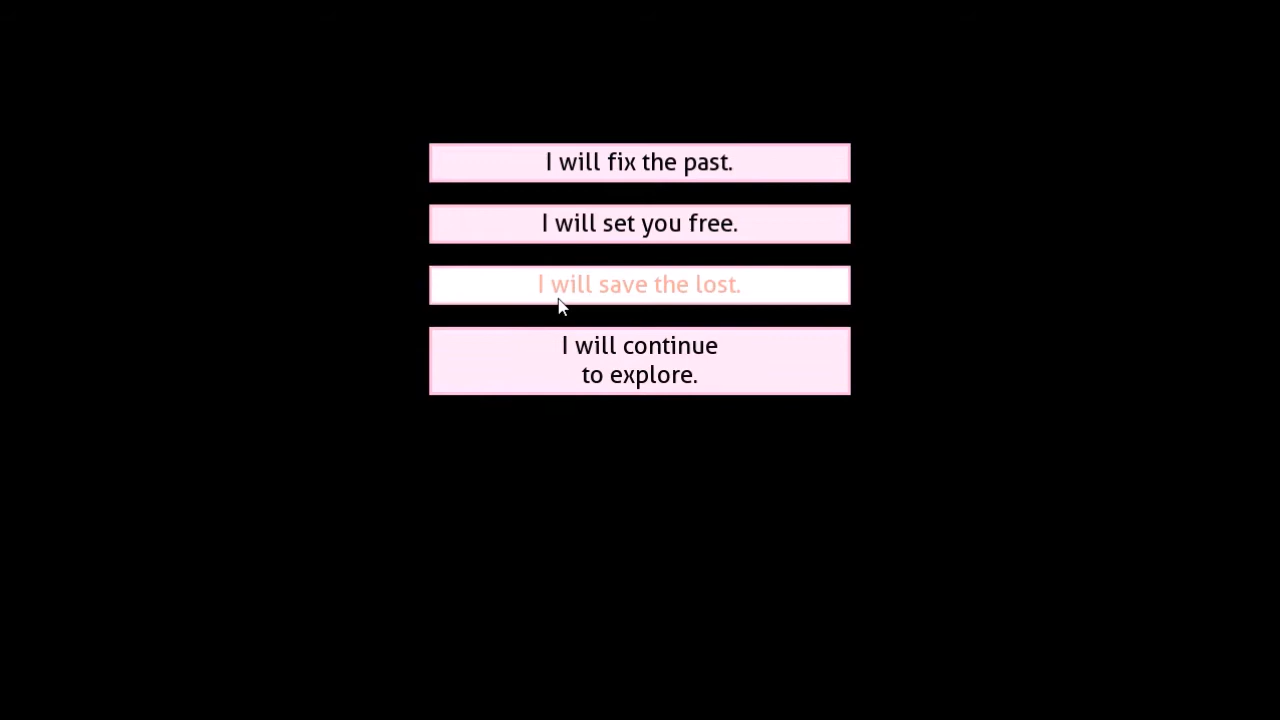 I will fix the past.
I will set you free.
I will save the lost.
I will continue
to explore.